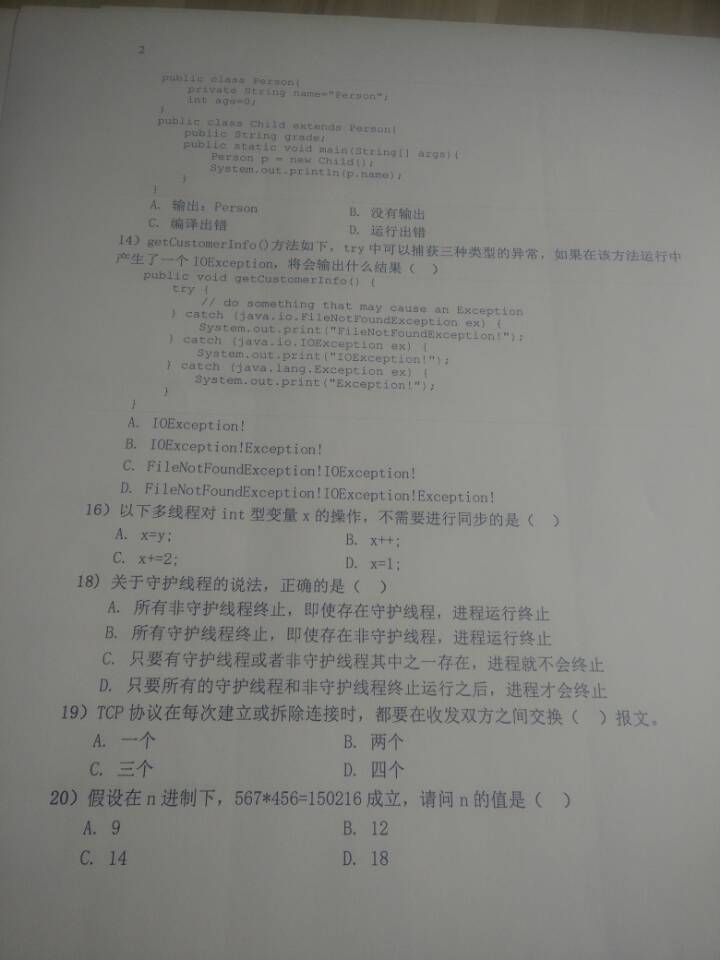 2
public class Person{
private String name="Person";
int age=0;
}
public class Child extends Person{
public String grade;
public static void main(String[] args){
Person p = new Child();
System.out.println(p.name);
}
}
A. 输出：Person B. 没有输出
C. 编译出错 D. 运行出错
14）getCustomerInfo()方法如下，try 中可以捕获三种类型的异常，如果在该方法运行中
产生了一个 IOException，将会输出什么结果（ ）
public void getCustomerInfo() {
try {
// do something that may cause an Exception
} catch (java.io.FileNotFoundException ex) {
System.out.print("FileNotFoundException!");
} catch (java.io.IOException ex) {
System.out.print("IOException!");
} catch (java.lang.Exception ex) {
System.out.print("Exception!");
}
}
A. IOException!
B. IOException!Exception!
C. FileNotFoundException!IOException!
D. FileNotFoundException!IOException!Exception!
16）以下多线程对 int 型变量 x 的操作，不需要进行同步的是（ ）
A. x=y; B. x++;
C. x+=2; D. x=1;
18）关于守护线程的说法，正确的是（ ）
A. 所有非守护线程终止，即使存在守护线程，进程运行终止
B. 所有守护线程终止，即使存在非守护线程，进程运行终止
C. 只要有守护线程或者非守护线程其中之一存在，进程就不会终止
D. 只要所有的守护线程和非守护线程终止运行之后，进程才会终止
19）TCP 协议在每次建立或拆除连接时，都要在收发双方之间交换（ ）报文。
A. 一个 B. 两个
C. 三个 D. 四个
20）假设在 n 进制下，567*456=150216 成立，请问 n 的值是（ ）
A. 9 B. 12
C. 14 D. 18